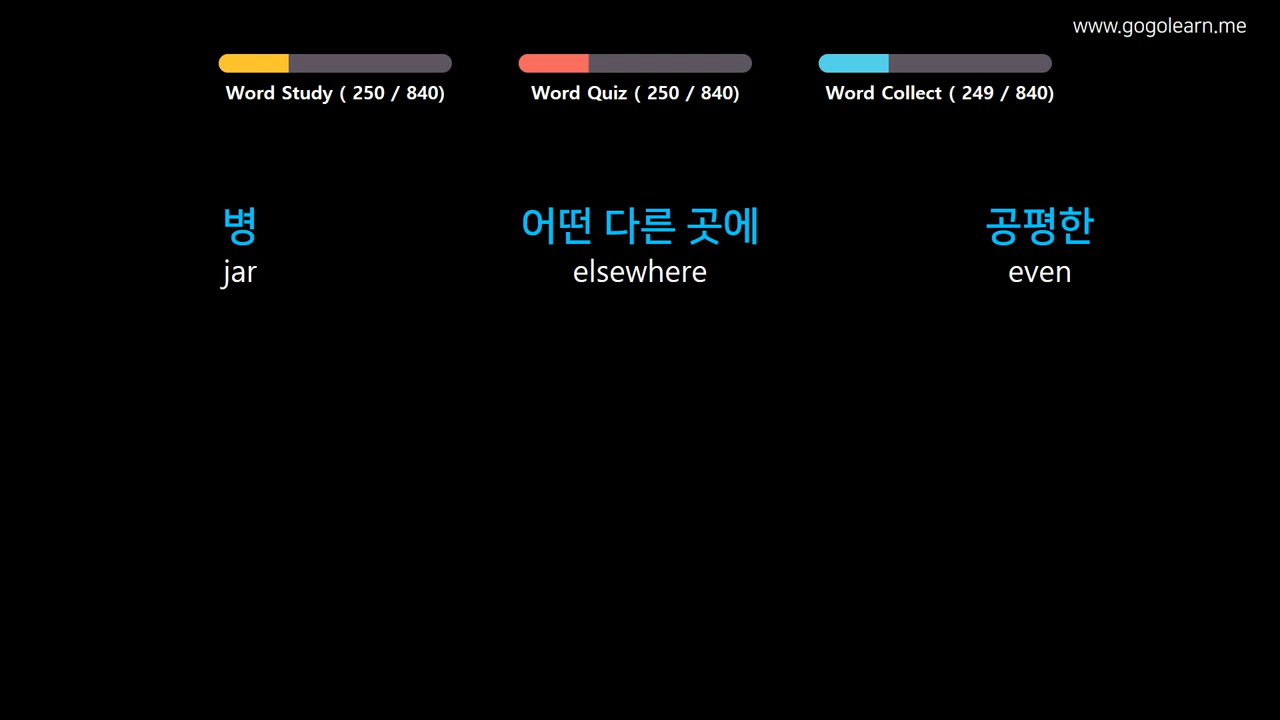 www.gogolearn.me
Word Study ( 250 / 840)
Word Quiz ( 250 / 840)
Word Collect ( 249 / 840)
병
jar
어떤 다른 곳에
elsewhere
공평한
even